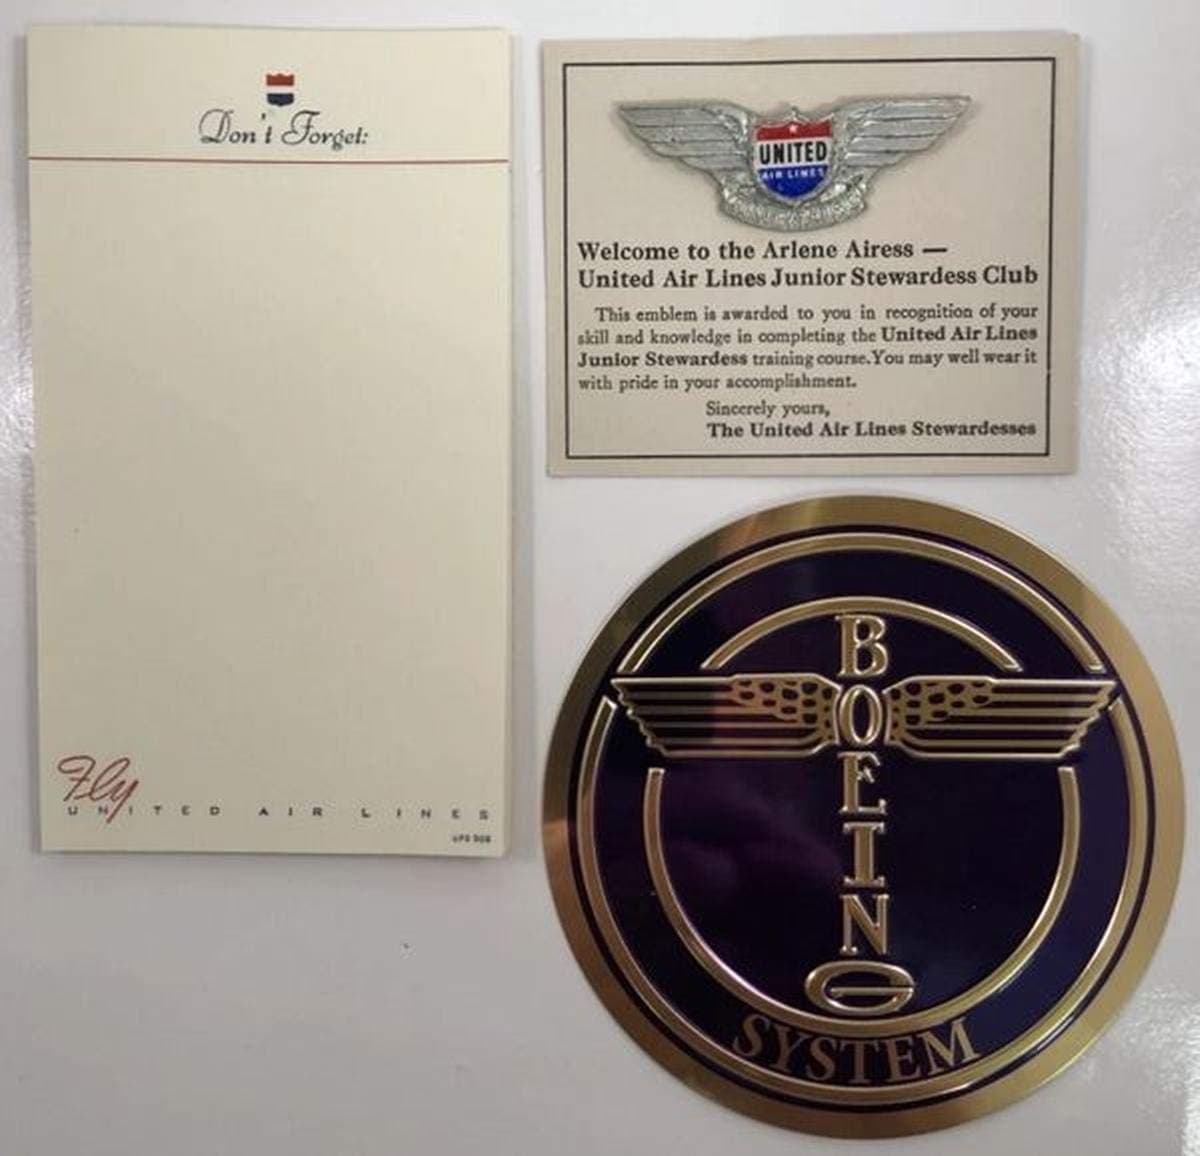 Don't Forget:
Fly
UNITED AIR LINES
UNITED
AIR LINES
Welcome to the Arlene Airess —
United Air Lines Junior Stewardess Club
This emblem is awarded to you in recognition of your
skill and knowledge in completing the United Air Lines
Junior Stewardess training course. You may well wear it
with pride in your accomplishment.
Sincerely yours,
The United Air Lines Stewardesses
BOEING
SYSTEM